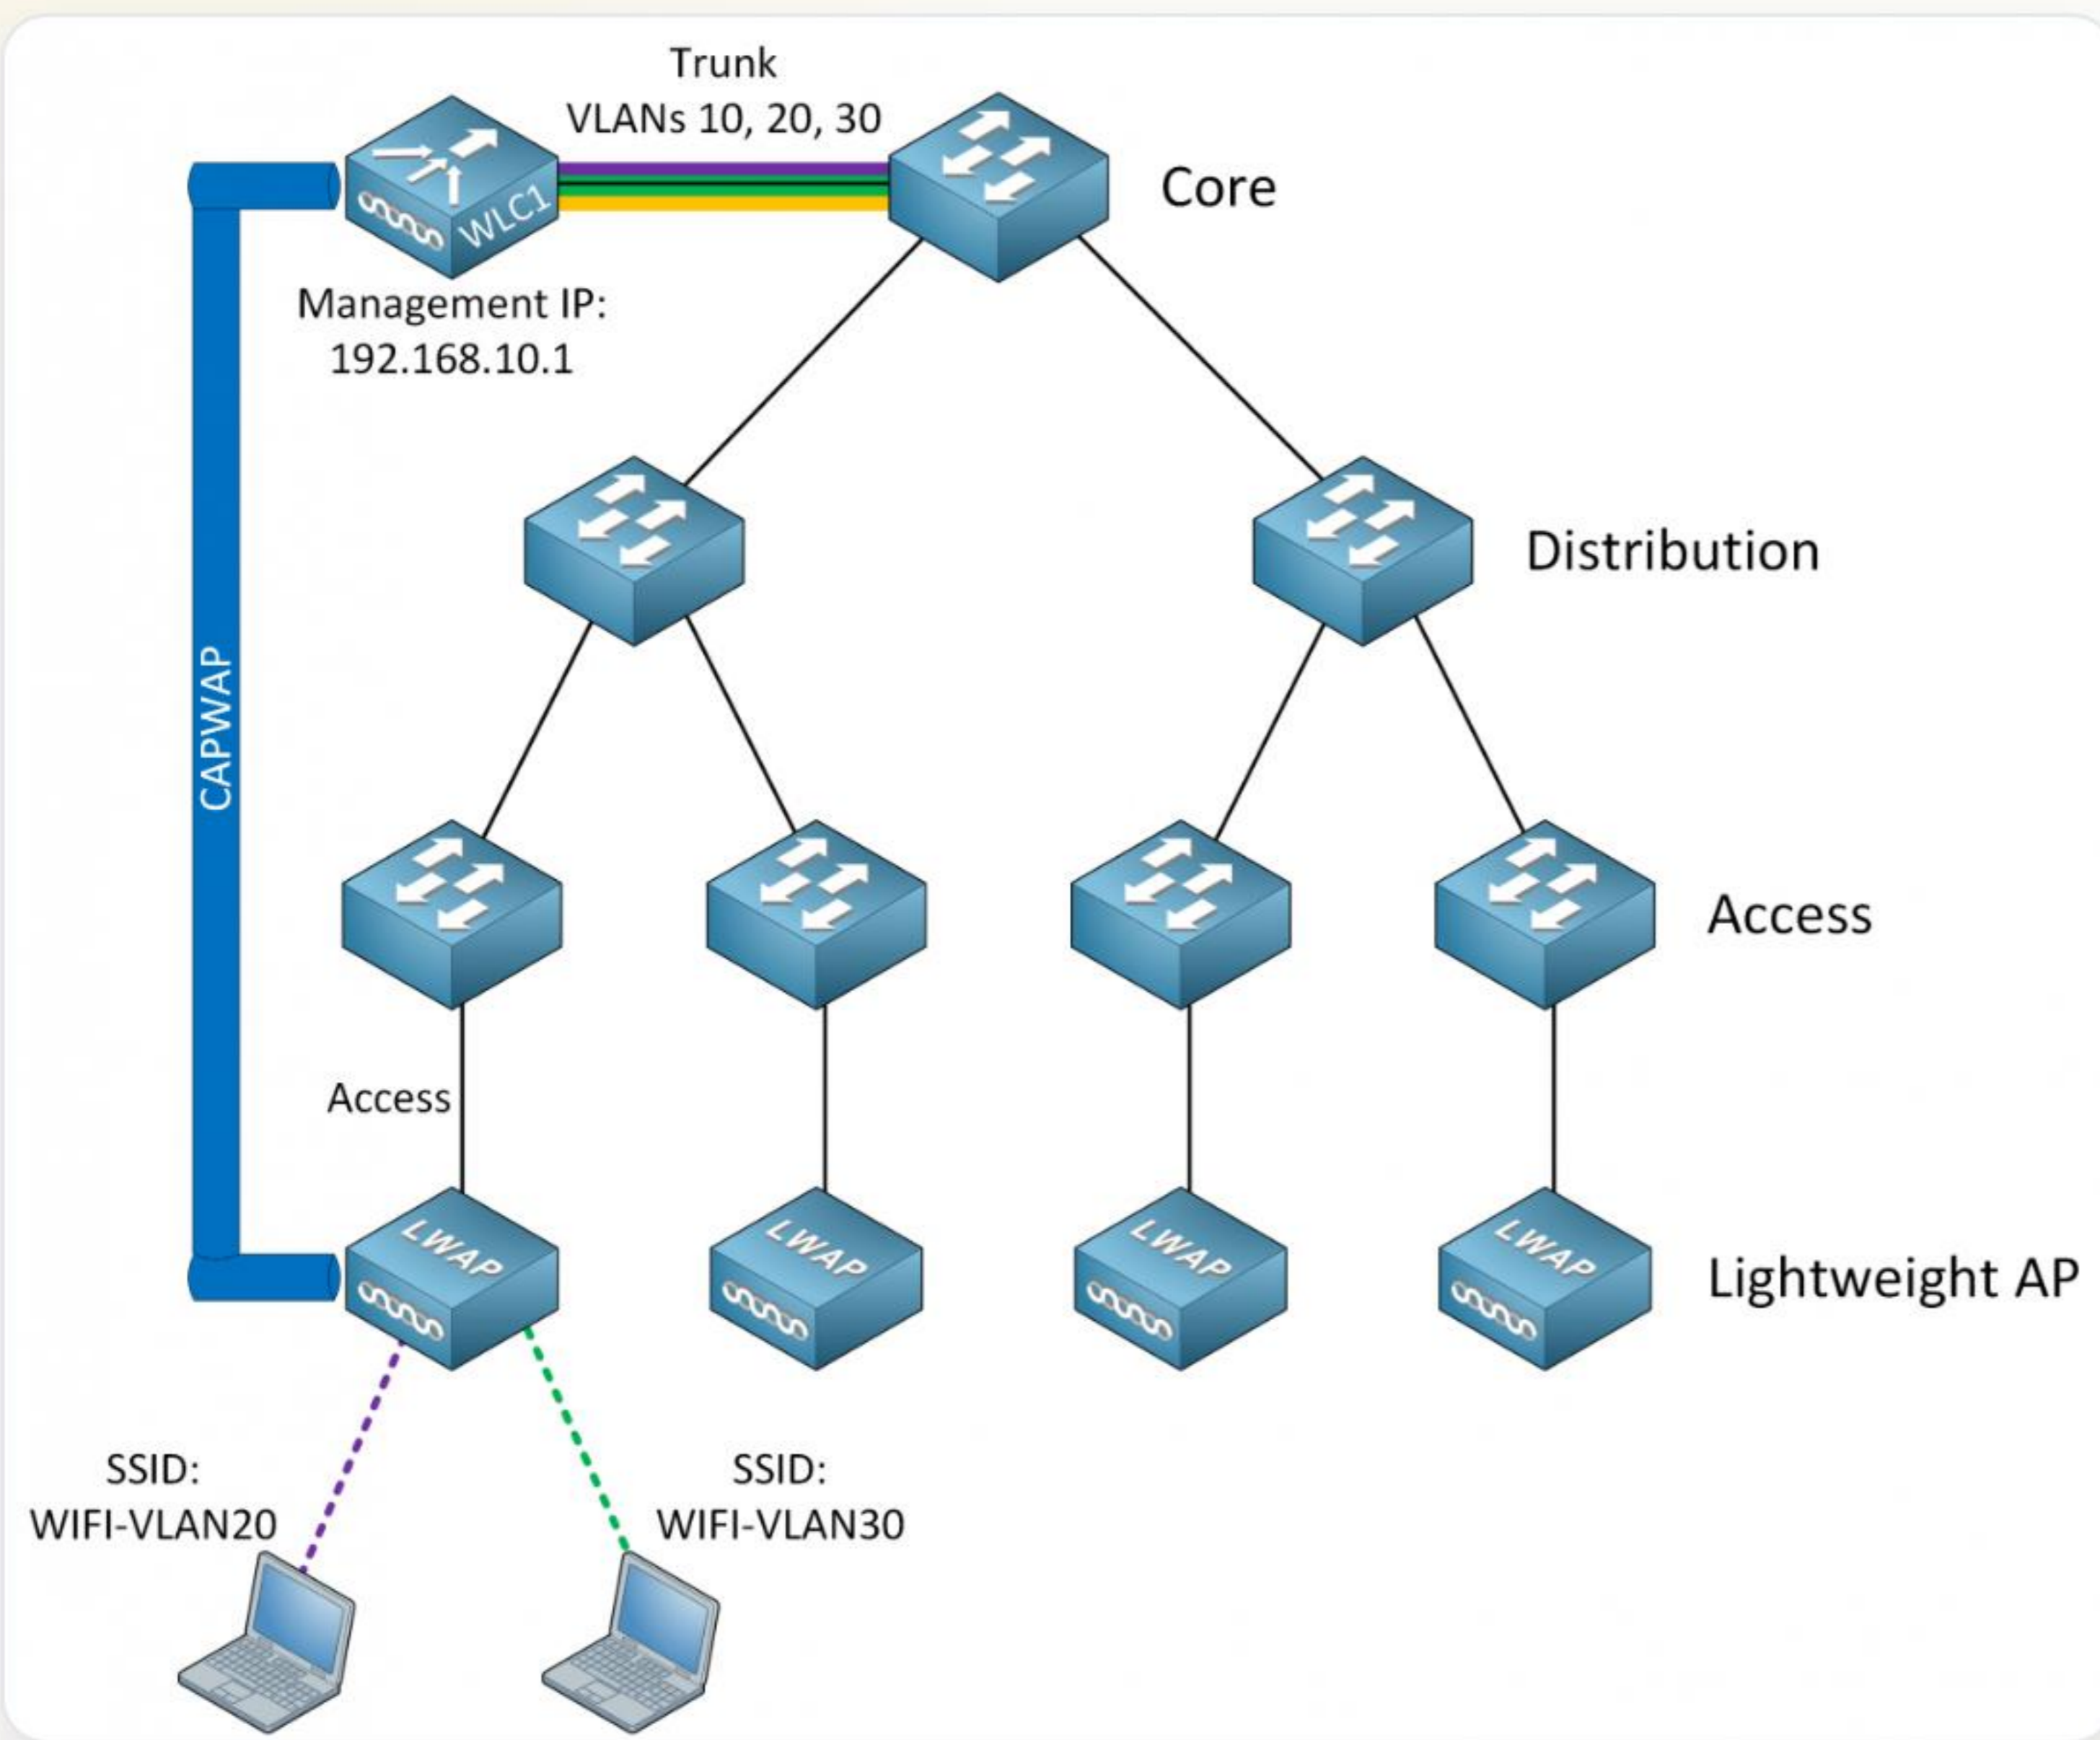 Trunk
VLANs 10, 20, 30
WLC1
Core
Management IP:
192.168.10.1
Distribution
CAPWAP
Access
Access
LWAP
LWAP
LWAP
LWAP
Lightweight AP
SSID:
WIFI-VLAN20
SSID:
WIFI-VLAN30